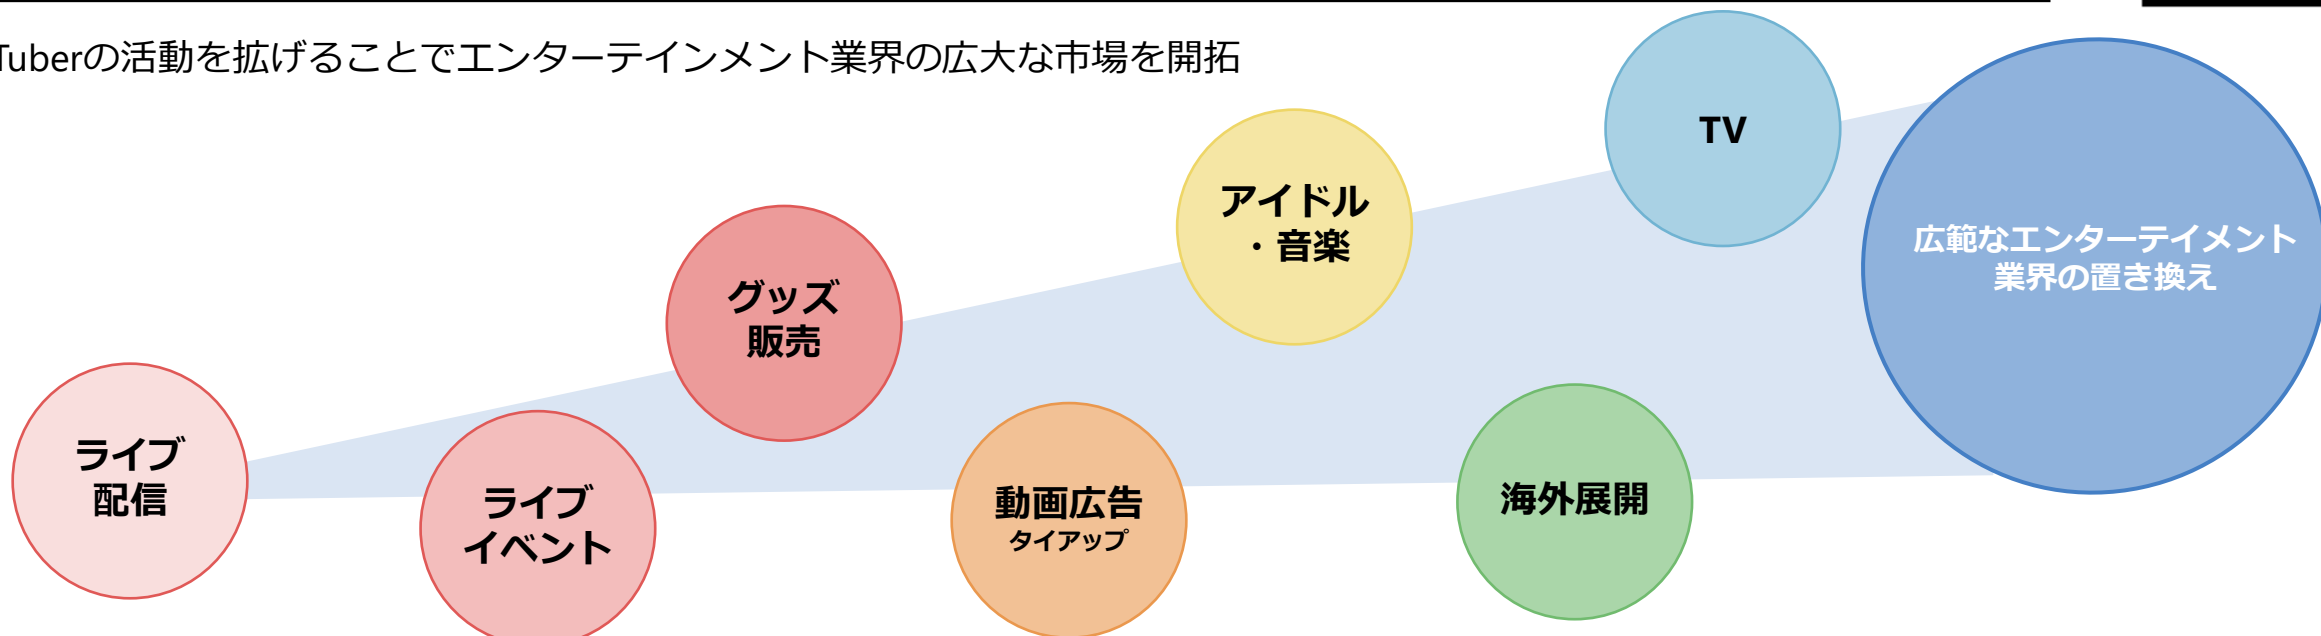 Tuberの活動を拡げることでエンターテインメント業界の広大な市場を開拓
ライブ
配信
ライブ
イベント
グッズ
販売
動画広告
タイアップ
アイドル
・音楽
海外展開
TV
広範なエンターテイメント
業界の置き換え